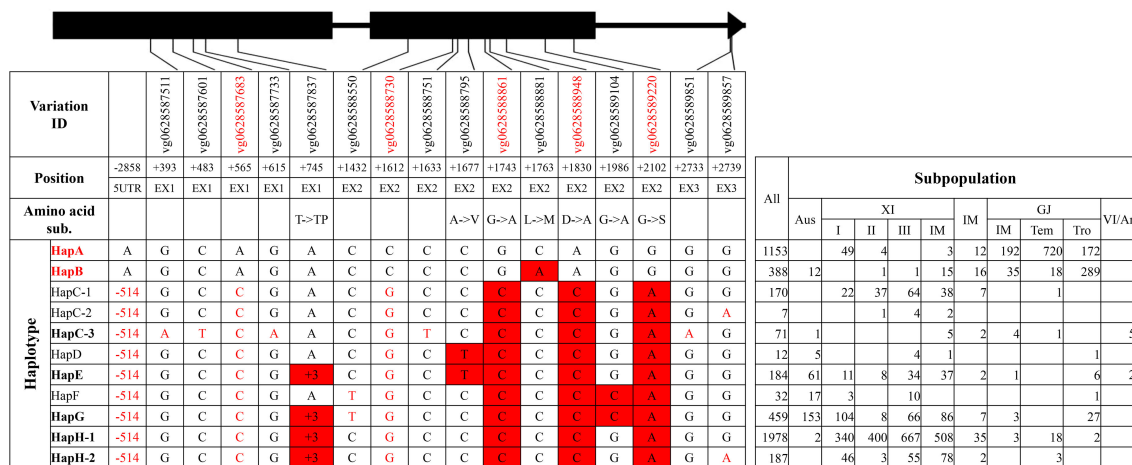 Variation ID vg0628587511 vg0628587601 vg0628587683 vg0628587733 vg0628587837 vg0628588550 vg0628588730 vg0628588751 vg0628588795 vg0628588861 vg0628588881 vg0628588948 vg0628589104 vg0628589220 vg0628589851 vg0628589857
Position -2858 +393 +483 +565 +615 +745 +1432 +1612 +1633 +1677 +1743 +1763 +1830 +1986 +2102 +2733 +2739
5UTR EX1 EX1 EX1 EX1 EX1 EX2 EX2 EX2 EX2 EX2 EX2 EX2 EX2 EX2 EX3 EX3
Amino acid sub. T->TP A->V G->A L->M D->A G->A G->S
All Subpopulation
Aus XI IM GJ VI/Ar
I II III IM IM Tem Tro
Haplotype
HapA A G C A G A C C C C G C A G G G G 1153 49 4 3 12 192 720 172
HapB A G C A G A C C C C G A A G G G G 388 12 1 1 15 16 35 18 289
HapC-1 -514 G C C G A C G C C C C C G A G G 170 22 37 64 38 7 1
HapC-2 -514 G C C G A C G C C C C C G A G A 7 1 4 2
HapC-3 -514 A T C A A C G T C C C C G A A G 71 1 5 2 4 1 5
HapD -514 G C C G A C G C T C C C G A G G 12 5 4 1 1
HapE -514 G C C G +3 C G C T C C C G A G G 184 61 11 8 34 37 2 1 6 2
HapF -514 G C C G A T G C C C C C C A G G 32 17 3 10 1
HapG -514 G C C G +3 T G C C C C C C A G G 459 153 104 8 66 86 7 3 27
HapH-1 -514 G C C G +3 C G C C C C C G A G G 1978 2 340 400 667 508 35 3 18 2
HapH-2 -514 G C C G +3 C G C C C C C G A G A 187 46 3 55 78 2 3